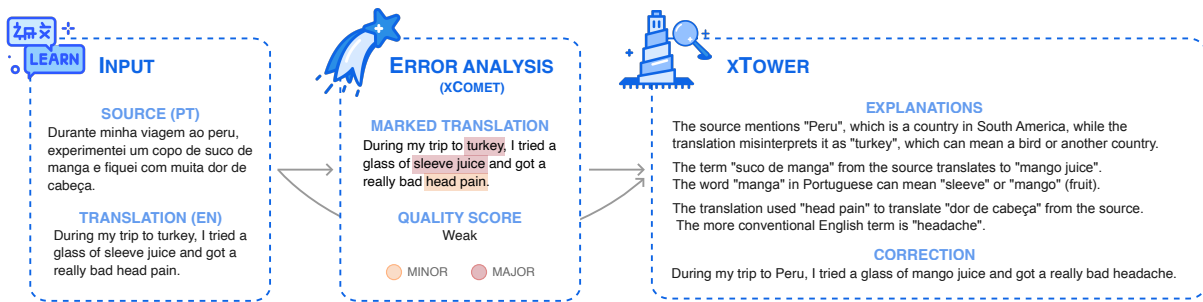 LEARN
INPUT
SOURCE (PT)
Durante minha viagem ao peru,
experimentei um copo de suco de
manga e fiquei com muita dor de
cabeça.
TRANSLATION (EN)
During my trip to turkey, I tried a
glass of sleeve juice and got a
really bad head pain.
ERROR ANALYSIS
(XCOMET)
MARKED TRANSLATION
During my trip to turkey, I tried a
glass of sleeve juice and got a
really bad head pain.
QUALITY SCORE
Weak
MINOR
MAJOR
XTOWER
EXPLANATIONS
The source mentions "Peru", which is a country in South America, while the
translation misinterprets it as "turkey", which can mean a bird or another country.
The term "suco de manga" from the source translates to "mango juice".
The word "manga" in Portuguese can mean "sleeve" or "mango" (fruit).
The translation used "head pain" to translate "dor de cabeça" from the source.
The more conventional English term is "headache".
CORRECTION
During my trip to Peru, I tried a glass of mango juice and got a really bad headache.